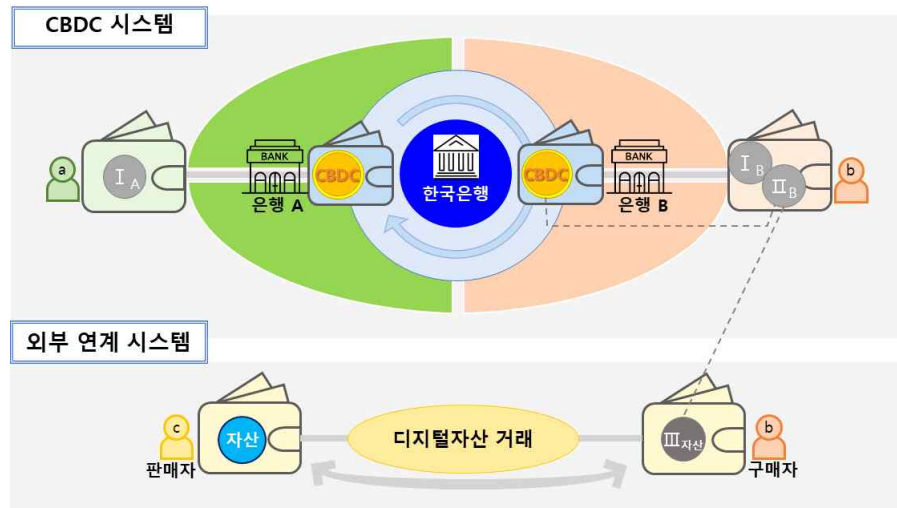 CBDC 시스템
a
I A
BANK
은행 A
CBDC
한국은행
CBDC
BANK
은행 B
I B
II B
b
외부 연계 시스템
c
판매자
자산
디지털자산 거래
III 자산
b
구매자